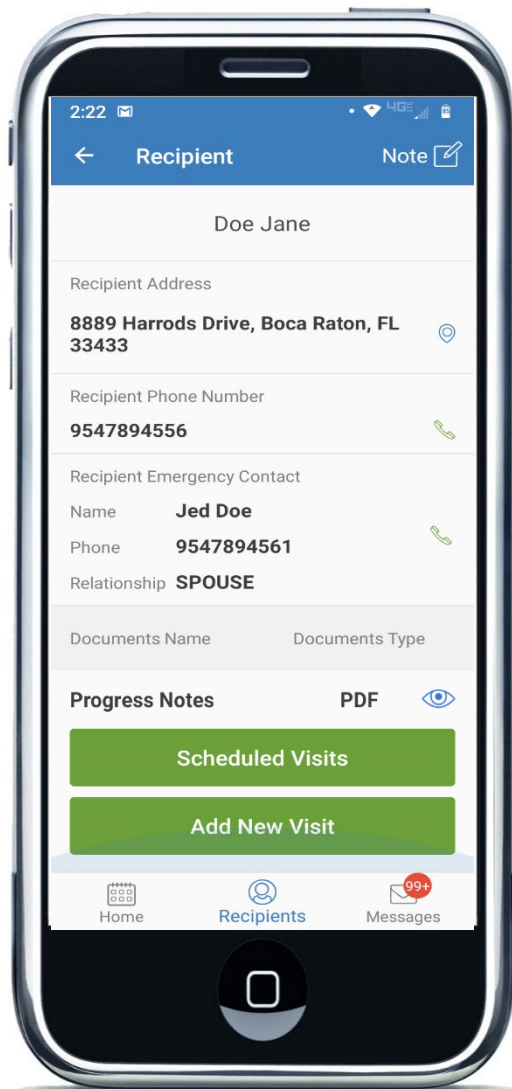 2:22 4G
← Recipient Note
Doe Jane
Recipient Address
8889 Harrods Drive, Boca Raton, FL
33433
Recipient Phone Number
9547894556
Recipient Emergency Contact
Name Jed Doe
Phone 9547894561
Relationship SPOUSE
Documents Name Documents Type
Progress Notes PDF
Scheduled Visits
Add New Visit
99+
Home Recipients Messages